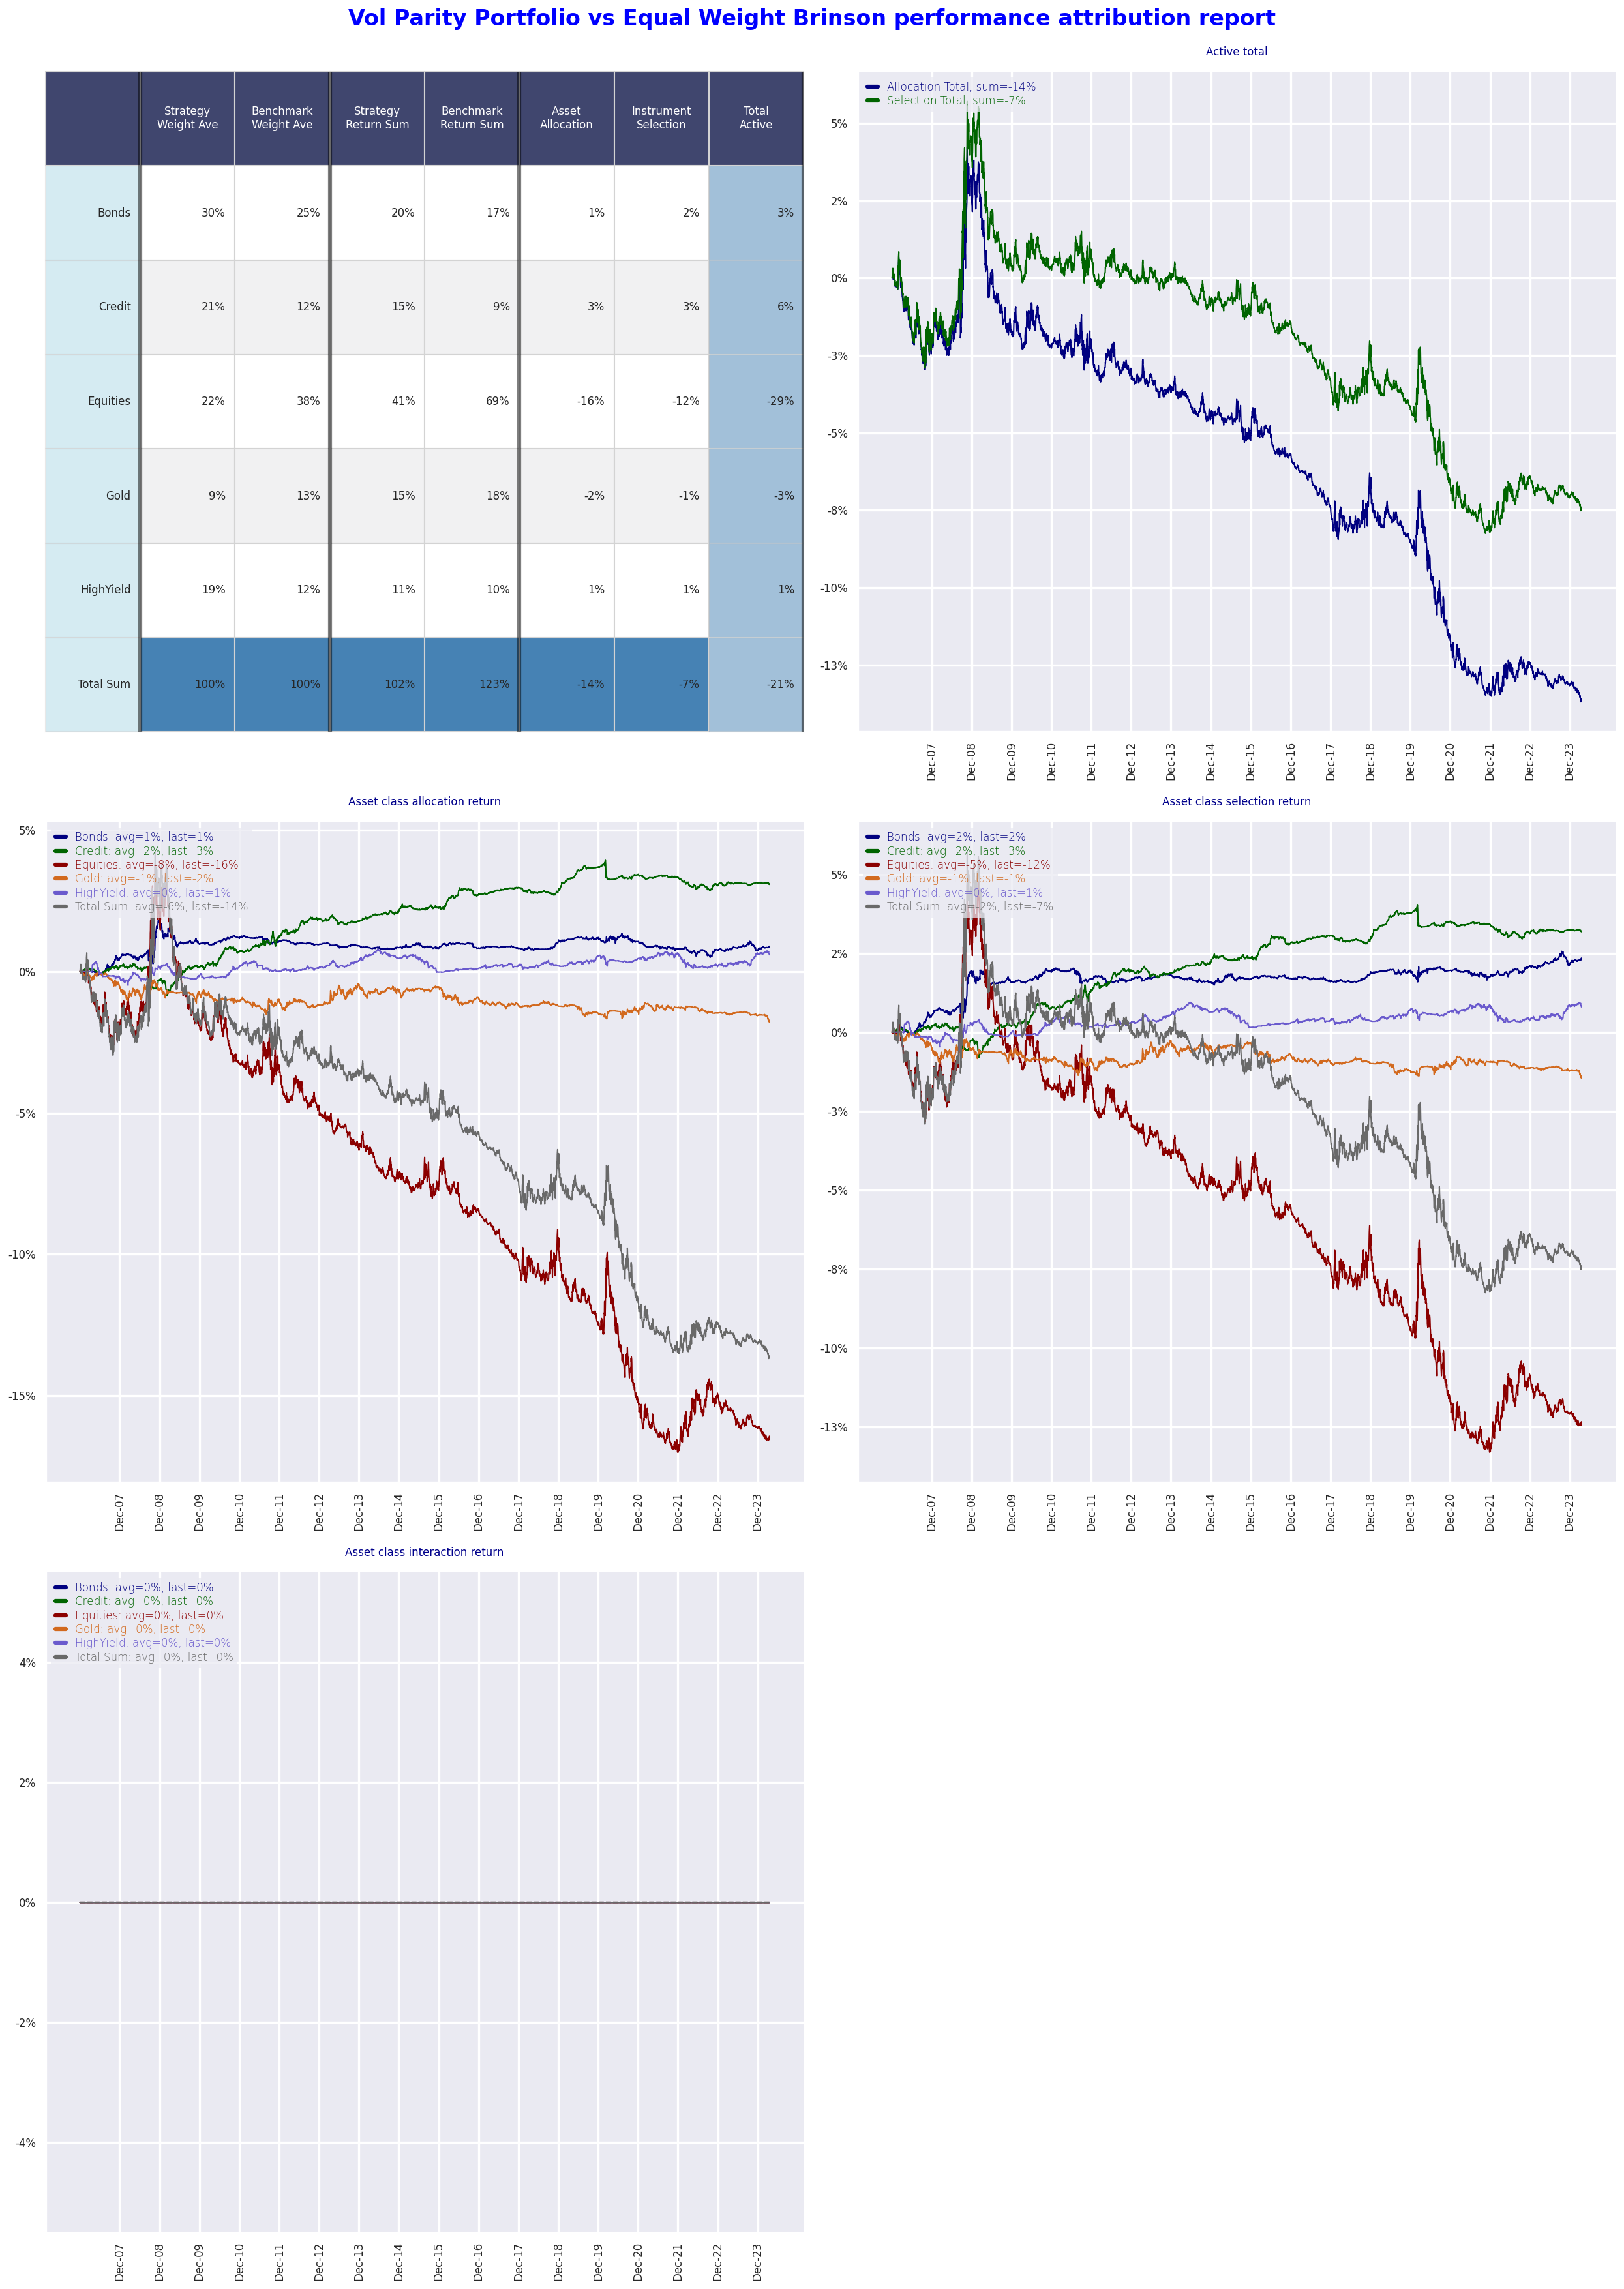 Vol Parity Portfolio vs Equal Weight Brinson performance attribution report
Strategy Weight Ave Benchmark Weight Ave Strategy Return Sum Benchmark Return Sum Asset Allocation Instrument Selection Total Active
Bonds 30% 25% 20% 17% 1% 2% 3%
Credit 21% 12% 15% 9% 3% 3% 6%
Equities 22% 38% 41% 69% -16% -12% -29%
Gold 9% 13% 15% 18% -2% -1% -3%
HighYield 19% 12% 11% 10% 1% 1% 1%
Total Sum 100% 100% 102% 123% -14% -7% -21%
Active total
Allocation Total, sum=-14%
Selection Total, sum=-7%
5%
2%
0%
-3%
-5%
-8%
-10%
-13%
Dec-07 Dec-08 Dec-09 Dec-10 Dec-11 Dec-12 Dec-13 Dec-14 Dec-15 Dec-16 Dec-17 Dec-18 Dec-19 Dec-20 Dec-21 Dec-22 Dec-23
Asset class allocation return
Bonds: avg=1%, last=1%
Credit: avg=2%, last=3%
Equities: avg=-8%, last=-16%
Gold: avg=-1%, last=-2%
HighYield: avg=0%, last=1%
Total Sum: avg=-6%, last=-14%
5%
0%
-5%
-10%
-15%
Dec-07 Dec-08 Dec-09 Dec-10 Dec-11 Dec-12 Dec-13 Dec-14 Dec-15 Dec-16 Dec-17 Dec-18 Dec-19 Dec-20 Dec-21 Dec-22 Dec-23
Asset class selection return
Bonds: avg=2%, last=2%
Credit: avg=2%, last=3%
Equities: avg=-5%, last=-12%
Gold: avg=-1%, last=-1%
HighYield: avg=0%, last=1%
Total Sum: avg=-2%, last=-7%
5%
2%
0%
-3%
-5%
-8%
-10%
-13%
Dec-07 Dec-08 Dec-09 Dec-10 Dec-11 Dec-12 Dec-13 Dec-14 Dec-15 Dec-16 Dec-17 Dec-18 Dec-19 Dec-20 Dec-21 Dec-22 Dec-23
Asset class interaction return
Bonds: avg=0%, last=0%
Credit: avg=0%, last=0%
Equities: avg=0%, last=0%
Gold: avg=0%, last=0%
HighYield: avg=0%, last=0%
Total Sum: avg=0%, last=0%
4%
2%
0%
-2%
-4%
Dec-07 Dec-08 Dec-09 Dec-10 Dec-11 Dec-12 Dec-13 Dec-14 Dec-15 Dec-16 Dec-17 Dec-18 Dec-19 Dec-20 Dec-21 Dec-22 Dec-23